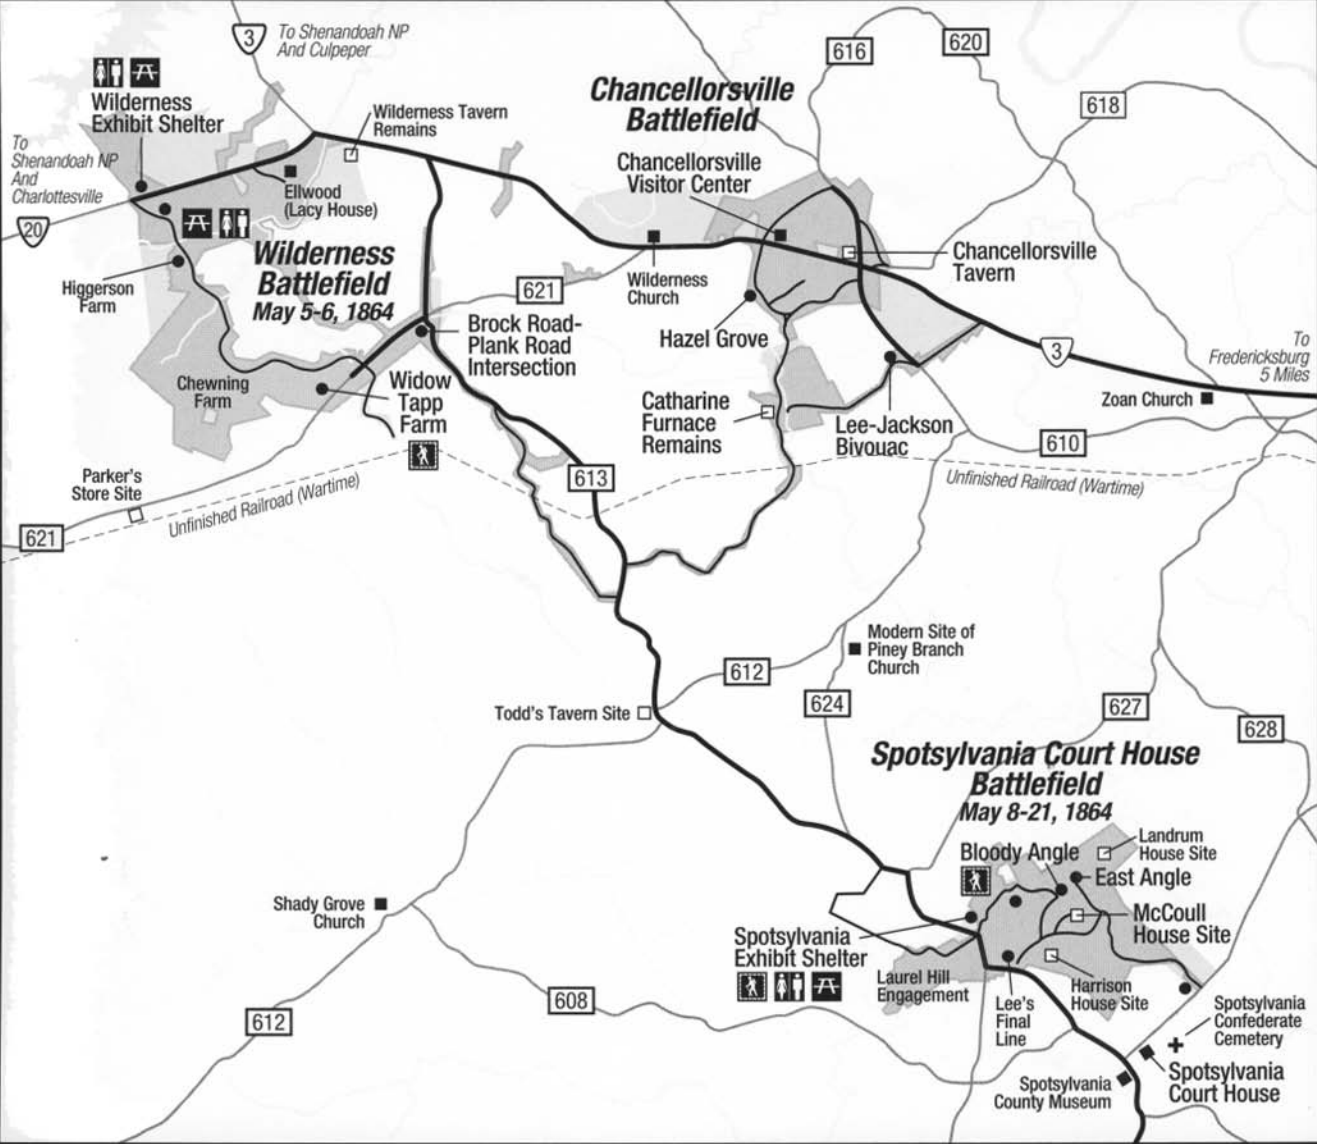 3
To Shenandoah NP
And Culpeper
616
620
618
Wilderness
Exhibit Shelter
Wilderness Tavern
Remains
Chancellorsville
Battlefield
Chancellorsville
Visitor Center
To
Shenandoah NP
And
Charlottesville
20
Ellwood
(Lacy House)
Wilderness
Battlefield
May 5-6, 1864
Higgerson
Farm
621
Wilderness
Church
Chancellorsville
Tavern
Hazel Grove
Brock Road-
Plank Road
Intersection
3
To
Fredericksburg
5 Miles
Chewning
Farm
Widow
Tapp
Farm
Catharine
Furnace
Remains
Lee-Jackson
Bivouac
Zoan Church
610
Parker's
Store Site
Unfinished Railroad (Wartime)
613
Unfinished Railroad (Wartime)
621
Modern Site of
Piney Branch
Church
612
624
627
628
Todd's Tavern Site
Spotsylvania Court House
Battlefield
May 8-21, 1864
Landrum
House Site
Bloody Angle
East Angle
Shady Grove
Church
McCoull
House Site
Spotsylvania
Exhibit Shelter
Laurel Hill
Engagement
Lee's
Final
Line
Harrison
House Site
608
612
Spotsylvania
Confederate
Cemetery
Spotsylvania
Court House
Spotsylvania
County Museum